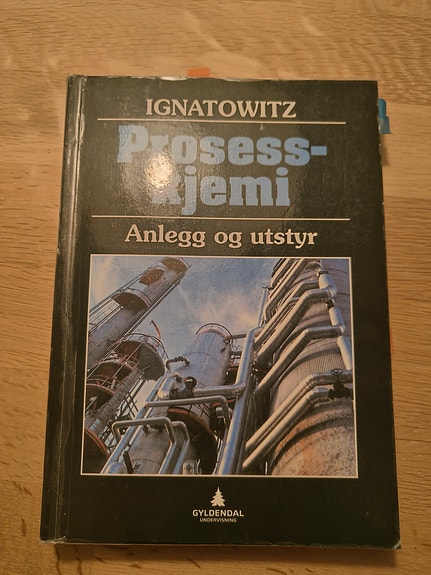 IGNATOWITZ
Prosess-
kjemi
Anlegg og utstyr
GYLDENDAL
UNDERVISNING